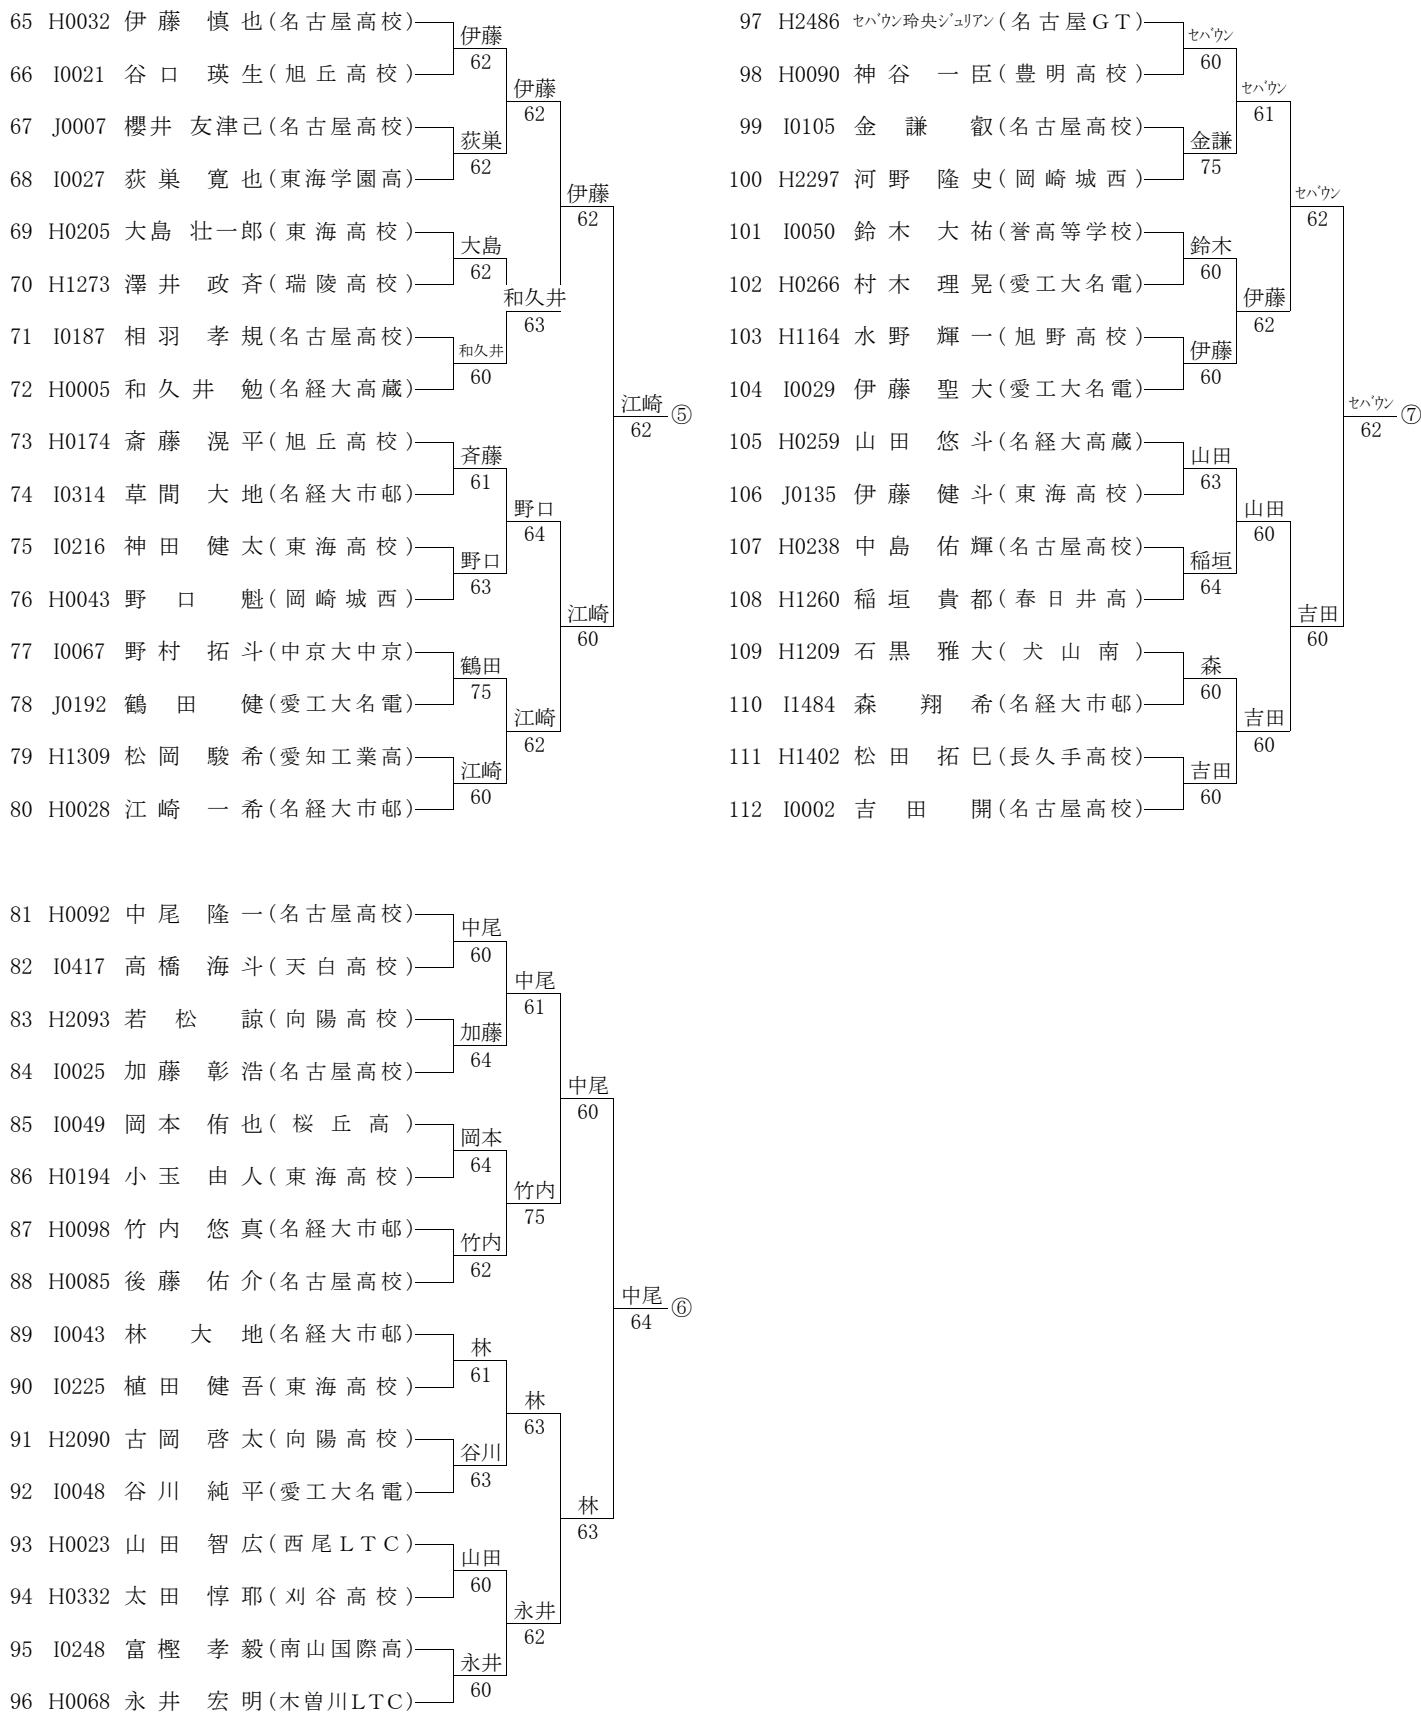 65 H0032 伊藤 慎也(名古屋高校)
66 I0021 谷口 瑛生(旭丘高校)
67 J0007 櫻井 友津己(名古屋高校)
68 I0027 荻巣 寛也(東海学園高)
69 H0205 大島 壮一郎(東海高校)
70 H1273 澤井 政斉(瑞陵高校)
71 I0187 相羽 孝規(名古屋高校)
72 H0005 和久井 勉(名経大高蔵)
73 H0174 斎藤 滉平(旭丘高校)
74 I0314 草間 大地(名経大市邨)
75 I0216 神田 健太(東海高校)
76 H0043 野口 魁(岡崎城西)
77 I0067 野村 拓斗(中京大中京)
78 J0192 鶴田 健(愛工大名電)
79 H1309 松岡 駿希(愛知工業高)
80 H0028 江崎 一希(名経大市邨)
伊藤
62
荻巣
62
大島
62
和久井
60
斉藤
61
野口
63
鶴田
75
江崎
60
伊藤
62
和久井
63
野口
64
江崎
62
伊藤
62
江崎
60
江崎 ⑤
62
81 H0092 中尾 隆一(名古屋高校)
82 I0417 高橋 海斗(天白高校)
83 H2093 若松 諒(向陽高校)
84 I0025 加藤 彰浩(名古屋高校)
85 I0049 岡本 侑也(桜丘高)
86 H0194 小玉 由人(東海高校)
87 H0098 竹内 悠真(名経大市邨)
88 H0085 後藤 佑介(名古屋高校)
89 I0043 林 大地(名経大市邨)
90 I0225 植田 健吾(東海高校)
91 H2090 古岡 啓太(向陽高校)
92 I0048 谷川 純平(愛工大名電)
93 H0023 山田 智広(西尾LTC)
94 H0332 太田 惇耶(刈谷高校)
95 I0248 富樫 孝毅(南山国際高)
96 H0068 永井 宏明(木曽川LTC)
中尾
60
加藤
64
岡本
64
竹内
62
林
61
谷川
63
山田
60
永井
60
中尾
61
竹内
75
林
63
永井
62
中尾
60
林
63
中尾 ⑥
64
97 H2486 セバウン玲央ジュリアン(名古屋GT)
98 H0090 神谷 一臣(豊明高校)
99 I0105 金 謙 叡(名古屋高校)
100 H2297 河野 隆史(岡崎城西)
101 I0050 鈴木 大祐(誉高等学校)
102 H0266 村木 理晃(愛工大名電)
103 H1164 水野 輝一(旭野高校)
104 I0029 伊藤 聖大(愛工大名電)
105 H0259 山田 悠斗(名経大高蔵)
106 J0135 伊藤 健斗(東海高校)
107 H0238 中島 佑輝(名古屋高校)
108 H1260 稲垣 貴都(春日井高)
109 H1209 石黒 雅大(犬山南)
110 I1484 森 翔希(名経大市邨)
111 H1402 松田 拓巳(長久手高校)
112 I0002 吉田 開(名古屋高校)
セバウン
60
金謙
75
鈴木
60
伊藤
60
山田
63
稲垣
64
森
60
吉田
60
セバウン
61
伊藤
62
山田
60
吉田
60
セバウン
62
吉田
60
セバウン ⑦
62